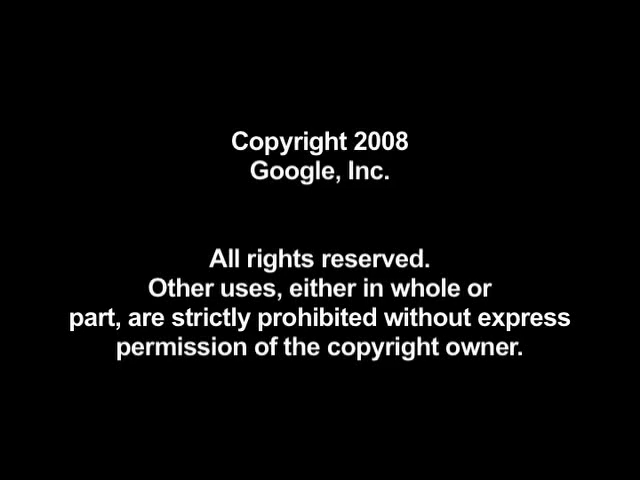 Copyright 2008
Google, Inc.
All rights reserved.
Other uses, either in whole or
part, are strictly prohibited without express
permission of the copyright owner.